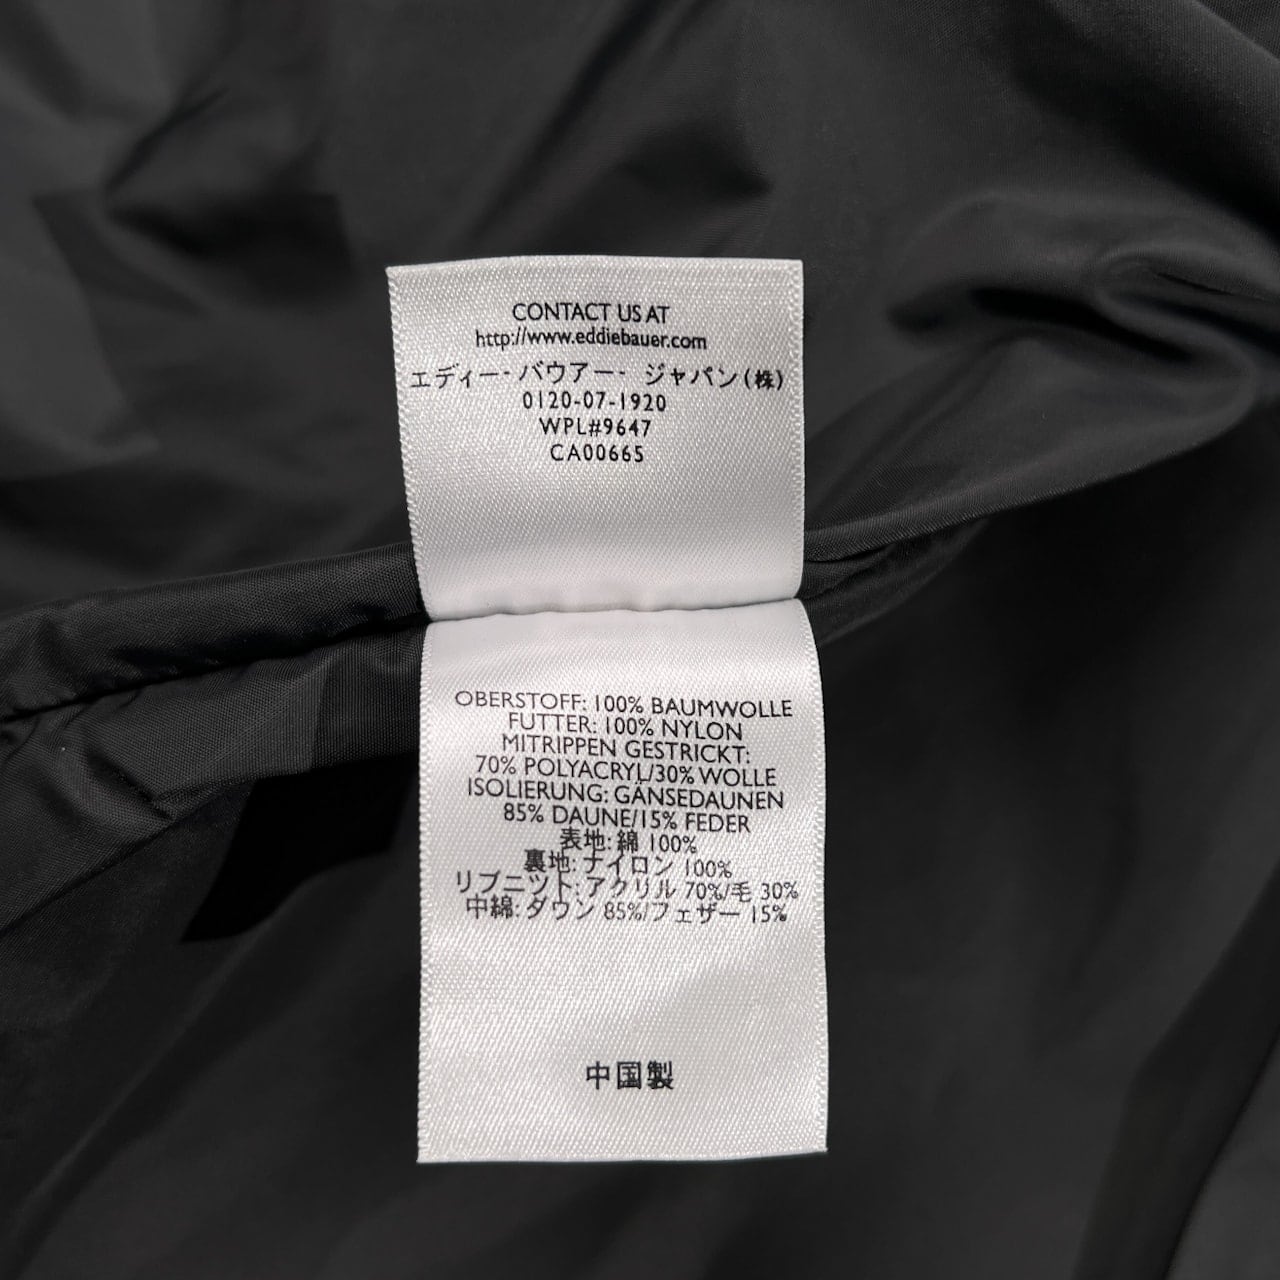 CONTACT US AT
http://www.eddiebauer.com
エディー・バウアー・ ジャパン(株)
0120-07-1920
WPL#9647
CA00665
OBERSTOFF: 100% BAUMWOLLE
FUTTER: 100% NYLON
MITRIPPEN GESTRICKT:
70% POLYACRYL/30% WOLLE
ISOLIERUNG: GÄNSEDAUNEN
85% DAUNE/15% FEDER
表地: 綿 100%
裏地: ナイロン 100%
リブニット: アクリル 70%/毛 30%
中綿: ダウン 85%/フェザー 15%
中国製